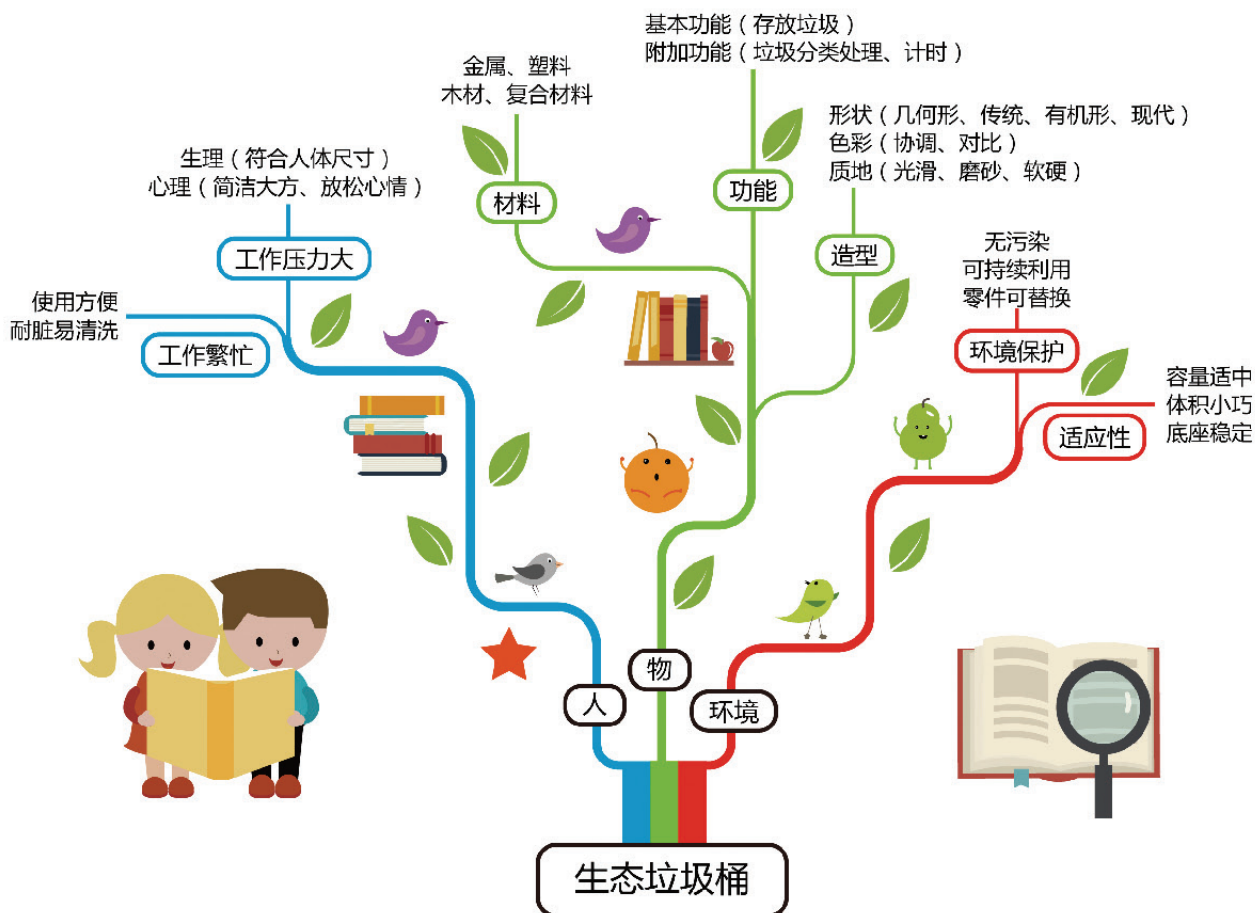 基本功能（存放垃圾）
附加功能（垃圾分类处理、计时）
金属、塑料
木材、复合材料
形状（几何形、传统、有机形、现代）
色彩（协调、对比）
质地（光滑、磨砂、软硬）
生理（符合人体尺寸）
心理（简洁大方、放松心情）
材料
功能
工作压力大
造型
无污染
可持续利用
零件可替换
使用方便
耐脏易清洗
工作繁忙
环境保护
容量适中
体积小巧
底座稳定
适应性
人
物
环境
生态垃圾桶